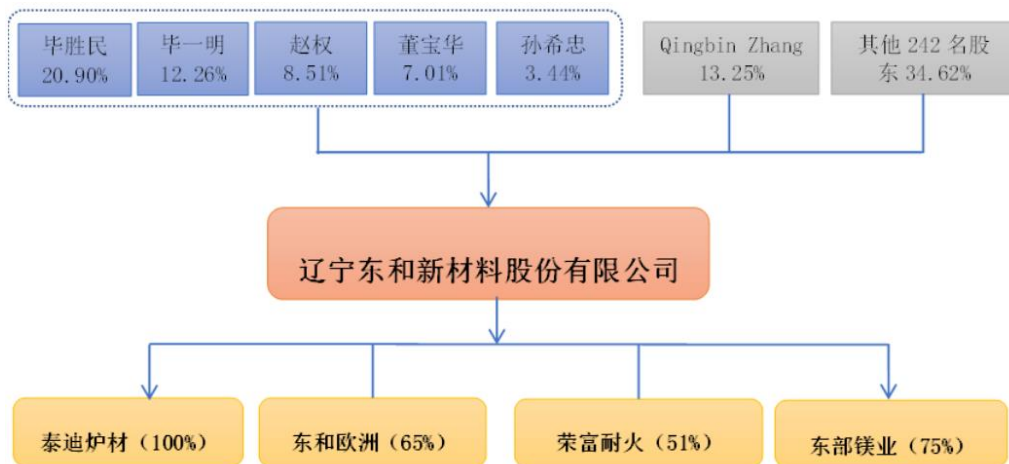 毕胜民
20.90%
毕一明
12.26%
赵权
8.51%
董宝华
7.01%
孙希忠
3.44%
Qingbin Zhang
13.25%
其他 242 名股
东 34.62%
辽宁东和新材料股份有限公司
泰迪炉材（100%）
东和欧洲（65%）
荣富耐火（51%）
东部镁业（75%）